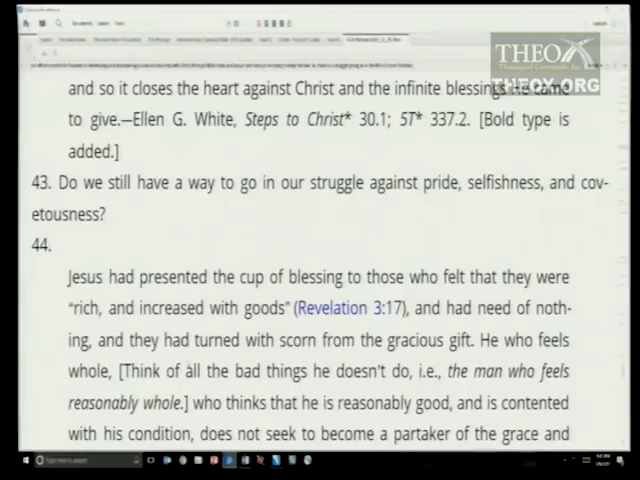 THEOX
THEOX.ORG
and so it closes the heart against Christ and the infinite blessings He came
to give.—Ellen G. White, Steps to Christ* 30.1; 5T* 337.2. [Bold type is
added.]
43. Do we still have a way to go in our struggle against pride, selfishness, and cov-
etousness?
44.
Jesus had presented the cup of blessing to those who felt that they were
"rich, and increased with goods" (Revelation 3:17), and had need of noth-
ing, and they had turned with scorn from the gracious gift. He who feels
whole, [Think of all the bad things he doesn't do, i.e., the man who feels
reasonably whole.] who thinks that he is reasonably good, and is contented
with his condition, does not seek to become a partaker of the grace and